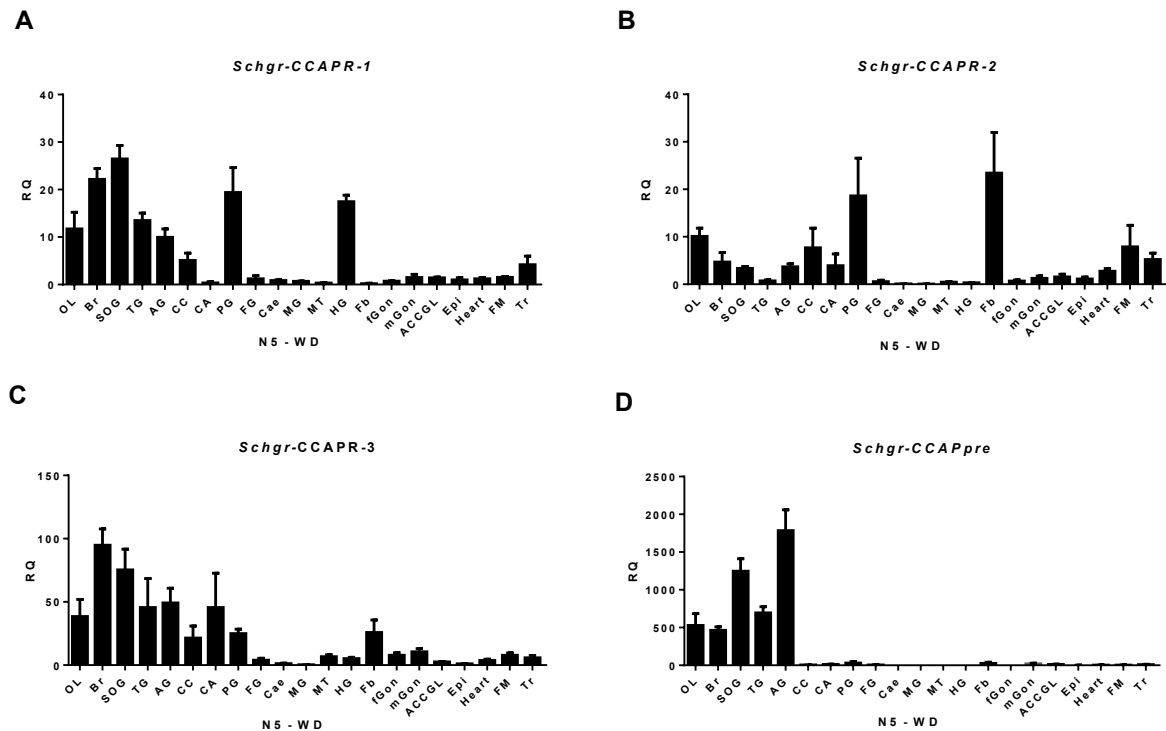 A
Schgr-CCAPR-1
40
30
20
10
0
RQ
OL Br SOG TG AG CC CA PG FG Cae MG MT HG Fb fGon mGon ACCGL Epi Heart FM Tr
N5 - WD
B
Schgr-CCAPR-2
40
30
20
10
0
RQ
OL Br SOG TG AG CC CA PG FG Cae MG MT HG Fb fGon mGon ACCGL Epi Heart FM Tr
N5 - WD
C
Schgr-CCAPR-3
150
100
50
0
RQ
OL Br SOG TG AG CC CA PG FG Cae MG MT HG Fb fGon mGon ACCGL Epi Heart FM Tr
N5 - WD
D
Schgr-CCAPpre
2500
2000
1500
1000
500
0
RQ
OL Br SOG TG AG CC CA PG FG Cae MG MT HG Fb fGon mGon ACCGL Epi Heart FM Tr
N5 - WD